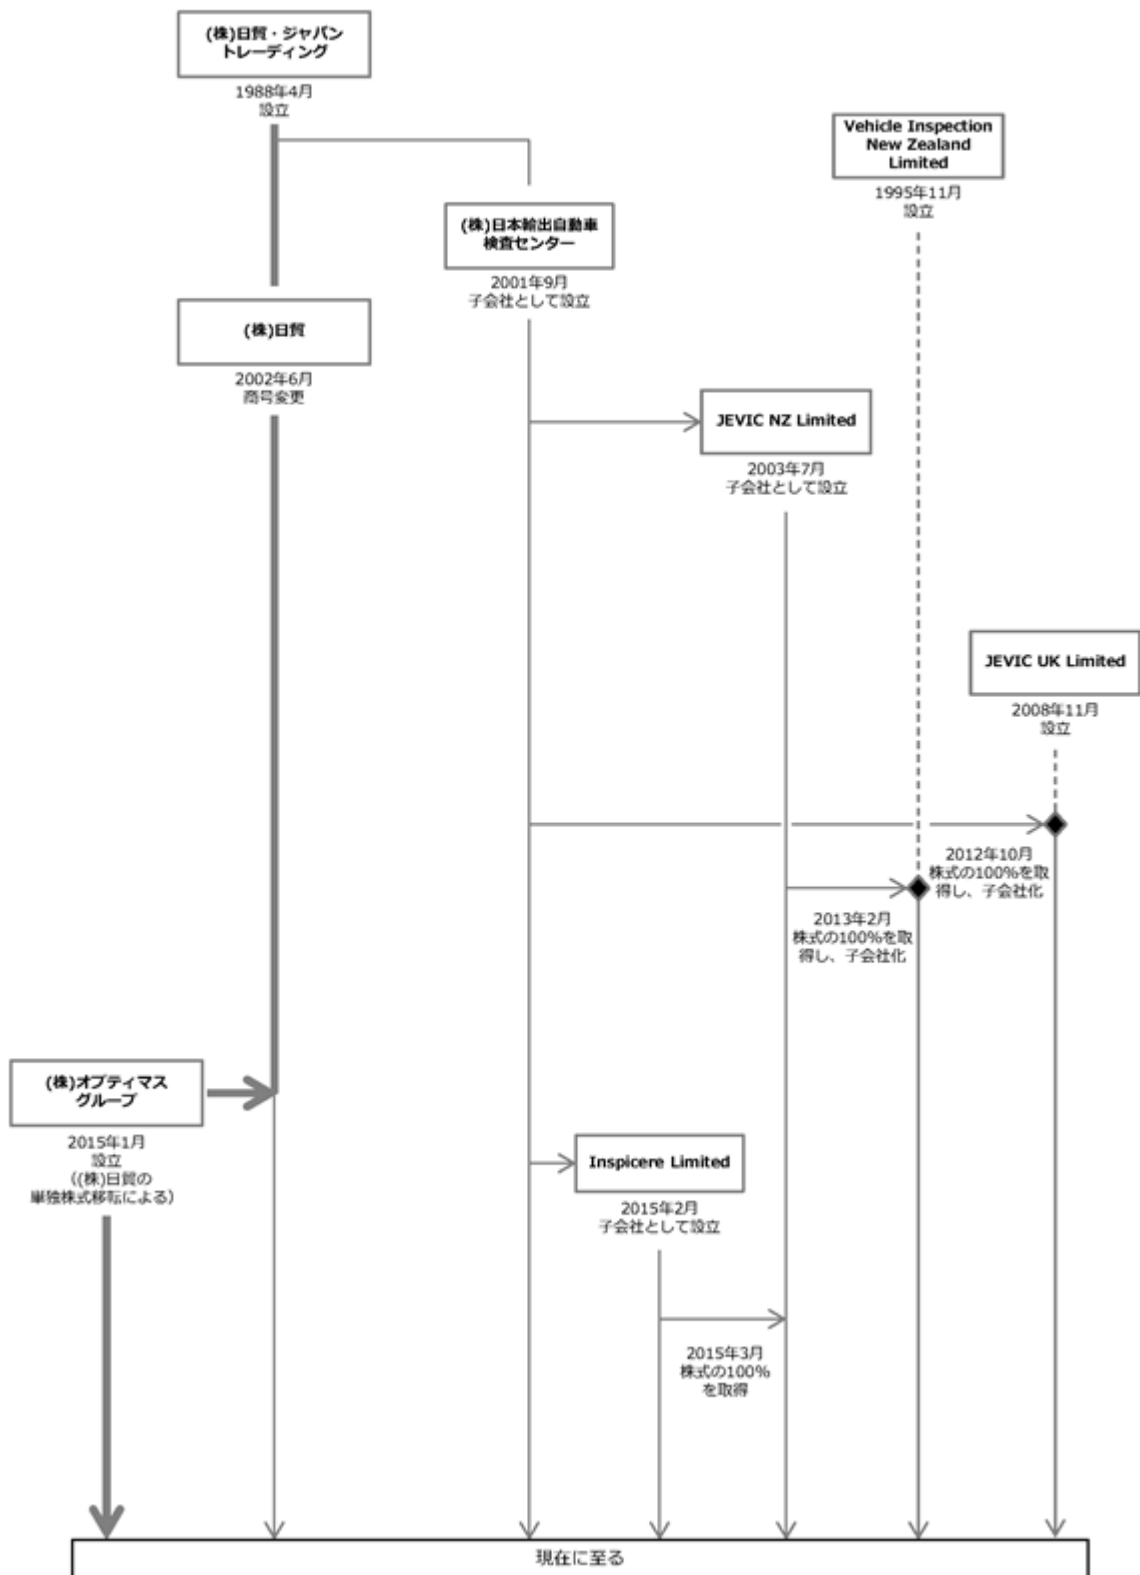 (株)日貿・ジャパン
トレーディング
1988年4月
設立
Vehicle Inspection
New Zealand
Limited
1995年11月
設立
(株)日本輸出自動車
検査センター
2001年9月
子会社として設立
(株)日貿
2002年6月
商号変更
JEVIC NZ Limited
2003年7月
子会社として設立
JEVIC UK Limited
2008年11月
設立
2012年10月
株式の100%を取
得し、子会社化
2013年2月
株式の100%を取
得し、子会社化
(株)オプティマス
グループ
2015年1月
設立
((株)日貿の
単独株式移転による)
Inspicere Limited
2015年2月
子会社として設立
2015年3月
株式の100%
を取得
現在に至る